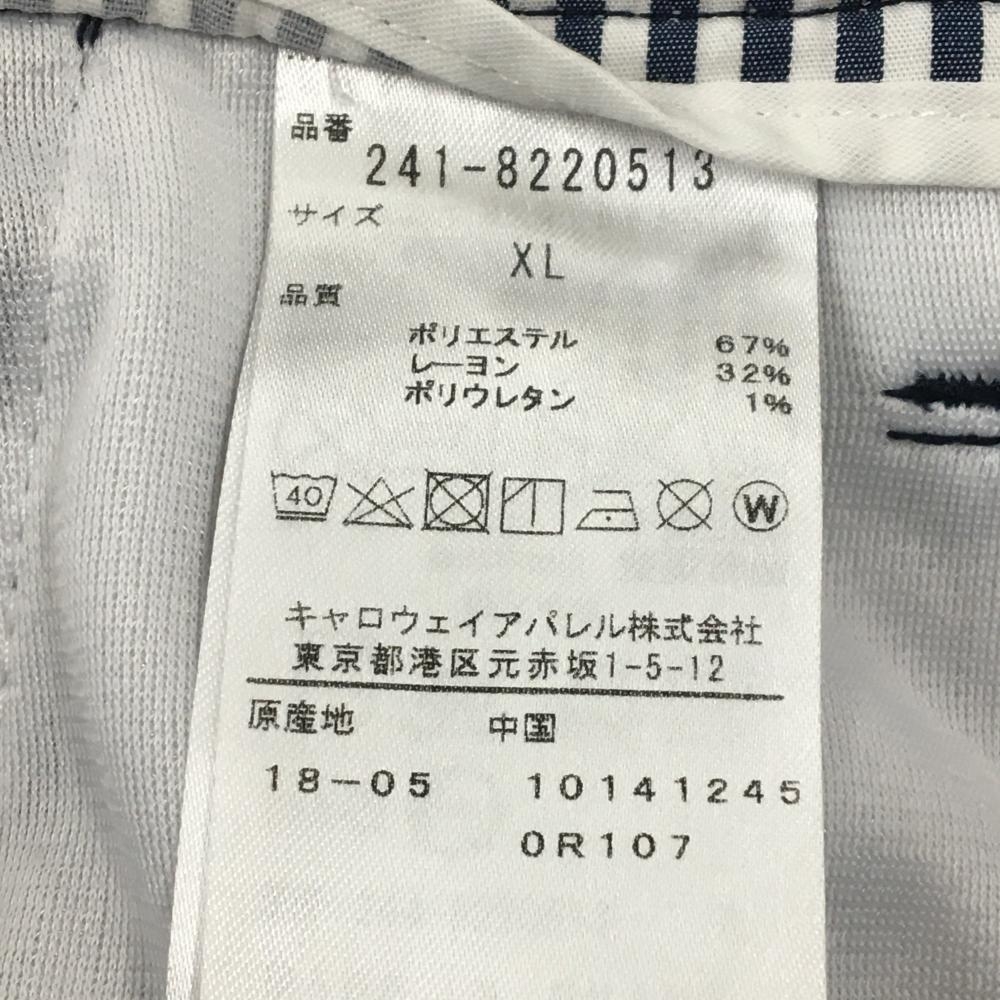 品番
241-8220513
サイズ
XL
品質
ポリエステル 67%
レーヨン 32%
ポリウレタン 1%
40 W
キャロウェイアパレル株式会社
東京都港区元赤坂1-5-12
原産地 中国
18-05 10141245
0R107